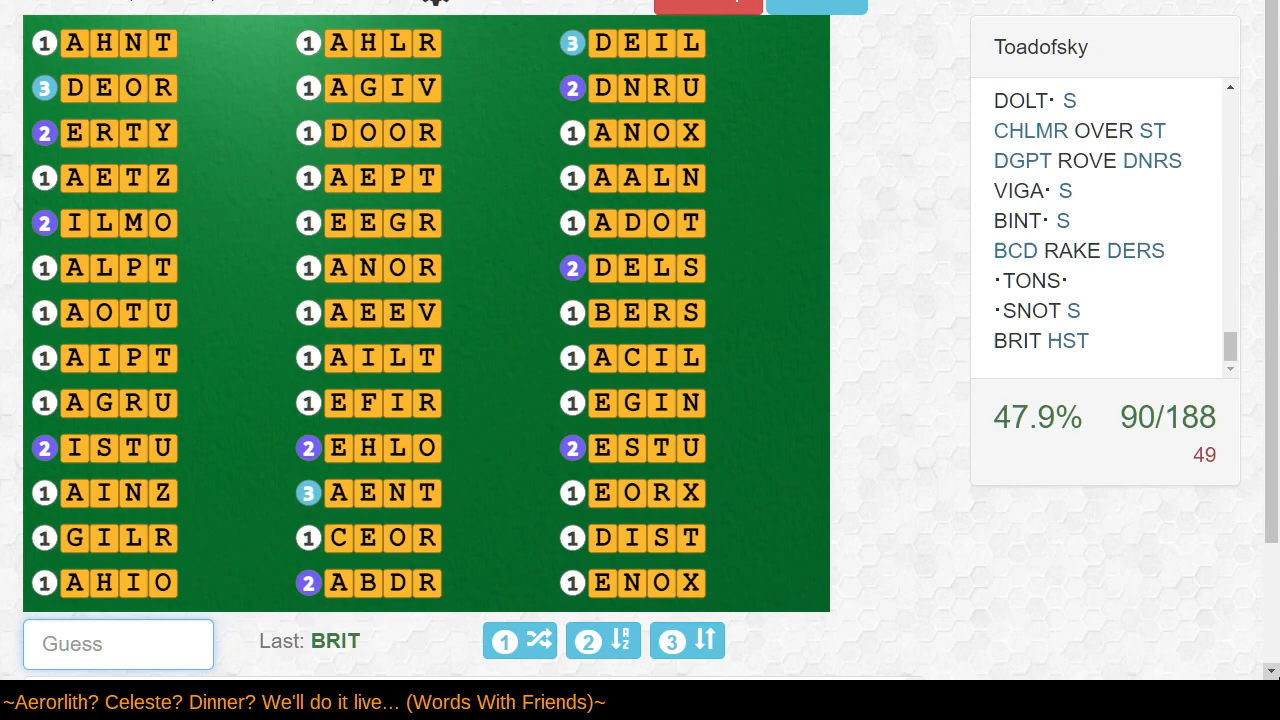 1 AHNT 1 AHLR 3 DEIL
3 DEOR 1 AGIV 2 DNRU
2 ERTY 1 DOOR 1 ANOX
1 AETZ 1 AEPT 1 AALN
2 ILMO 1 EEGR 1 ADOT
1 ALPT 1 ANOR 2 DELS
1 AOTU 1 AEEV 1 BERS
1 AIPT 1 AILT 1 ACIL
1 AGRU 1 EFIR 1 EGIN
2 ISTU 2 EHLO 2 ESTU
1 AINZ 3 AENT 1 EORX
1 GILR 1 CEOR 1 DIST
1 AHIO 2 ABDR 1 ENOX
Guess
Last: BRIT
1
2
3
Toadofsky
DOLT· S
CHLMR OVER ST
DGPT ROVE DNRS
VIGA· S
BINT· S
BCD RAKE DERS
·TONS·
·SNOT S
BRIT HST
47.9% 90/188
49
~Aerorlith? Celeste? Dinner? We'll do it live... (Words With Friends)~